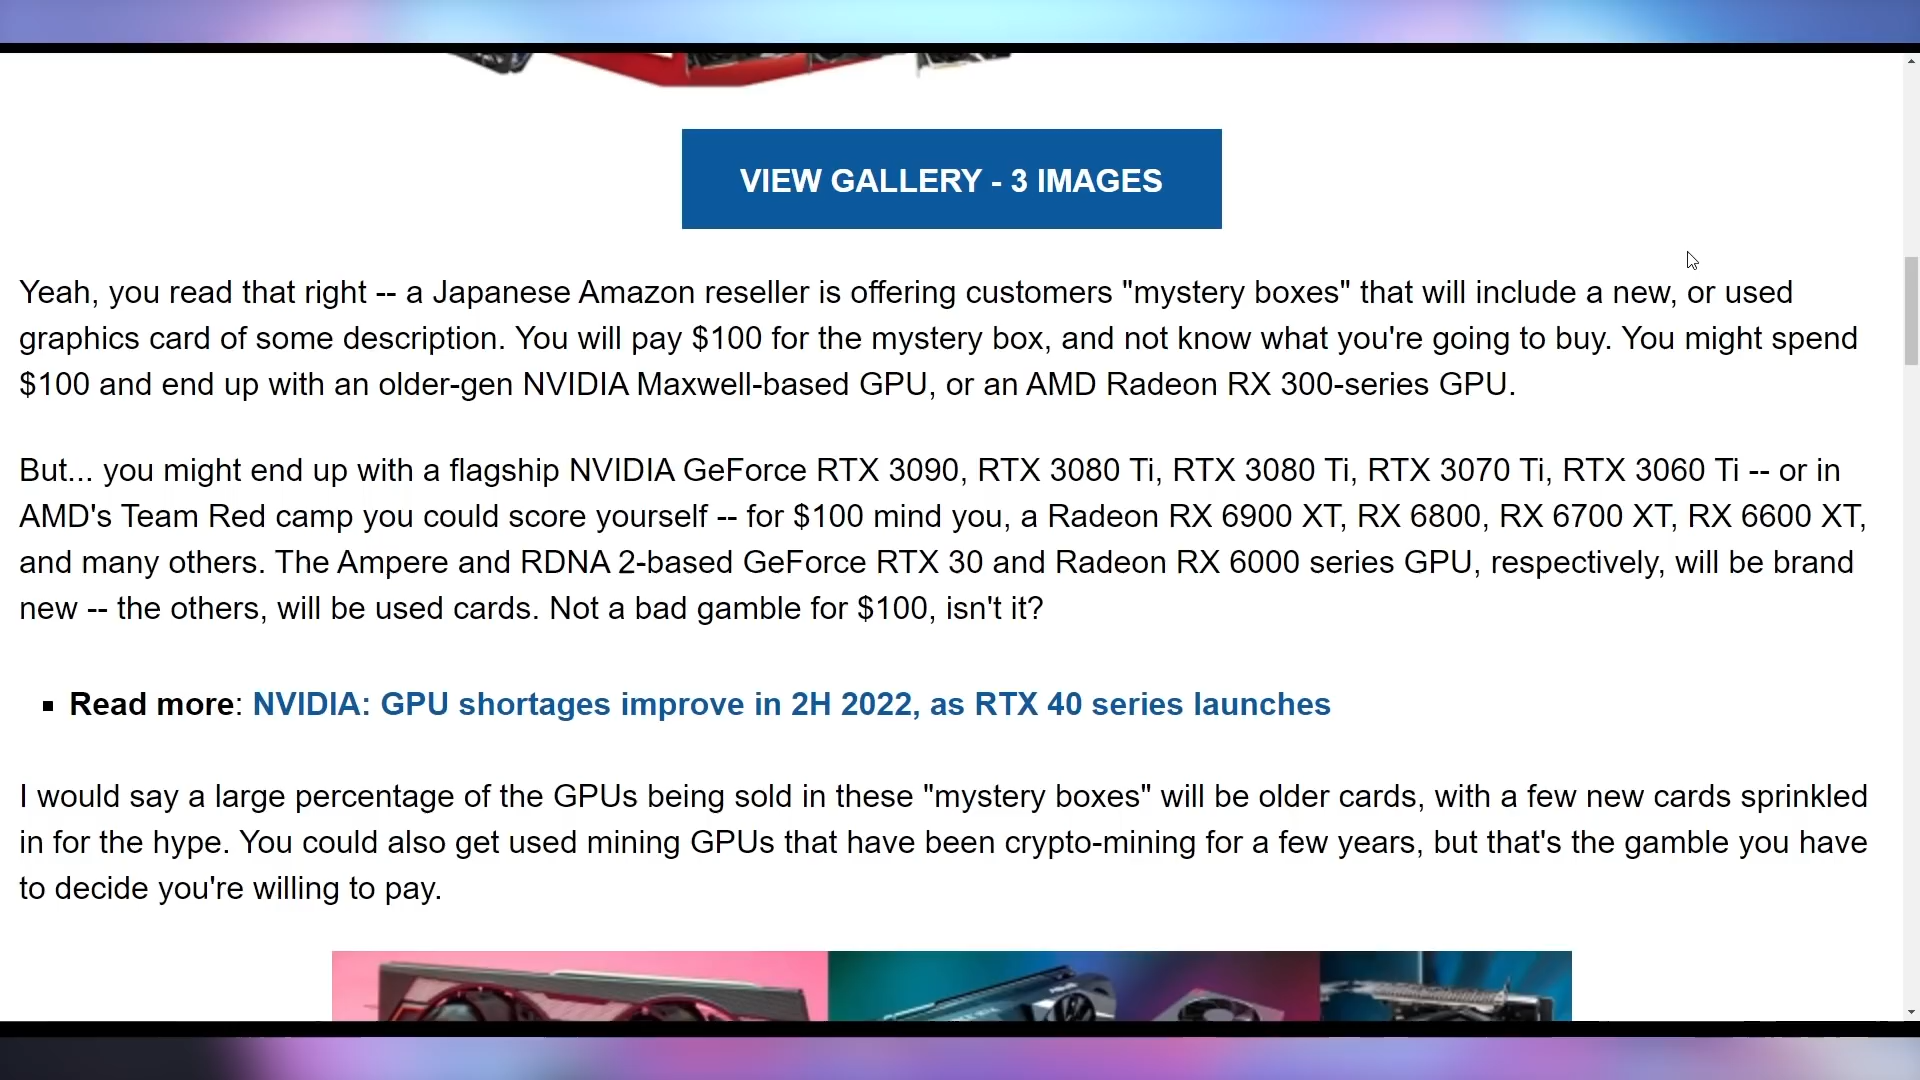 VIEW GALLERY - 3 IMAGES
Yeah, you read that right -- a Japanese Amazon reseller is offering customers "mystery boxes" that will include a new, or used
graphics card of some description. You will pay $100 for the mystery box, and not know what you're going to buy. You might spend
$100 and end up with an older-gen NVIDIA Maxwell-based GPU, or an AMD Radeon RX 300-series GPU.
But... you might end up with a flagship NVIDIA GeForce RTX 3090, RTX 3080 Ti, RTX 3080 Ti, RTX 3070 Ti, RTX 3060 Ti -- or in
AMD's Team Red camp you could score yourself -- for $100 mind you, a Radeon RX 6900 XT, RX 6800, RX 6700 XT, RX 6600 XT,
and many others. The Ampere and RDNA 2-based GeForce RTX 30 and Radeon RX 6000 series GPU, respectively, will be brand
new -- the others, will be used cards. Not a bad gamble for $100, isn't it?
▪ Read more: NVIDIA: GPU shortages improve in 2H 2022, as RTX 40 series launches
I would say a large percentage of the GPUs being sold in these "mystery boxes" will be older cards, with a few new cards sprinkled
in for the hype. You could also get used mining GPUs that have been crypto-mining for a few years, but that's the gamble you have
to decide you're willing to pay.